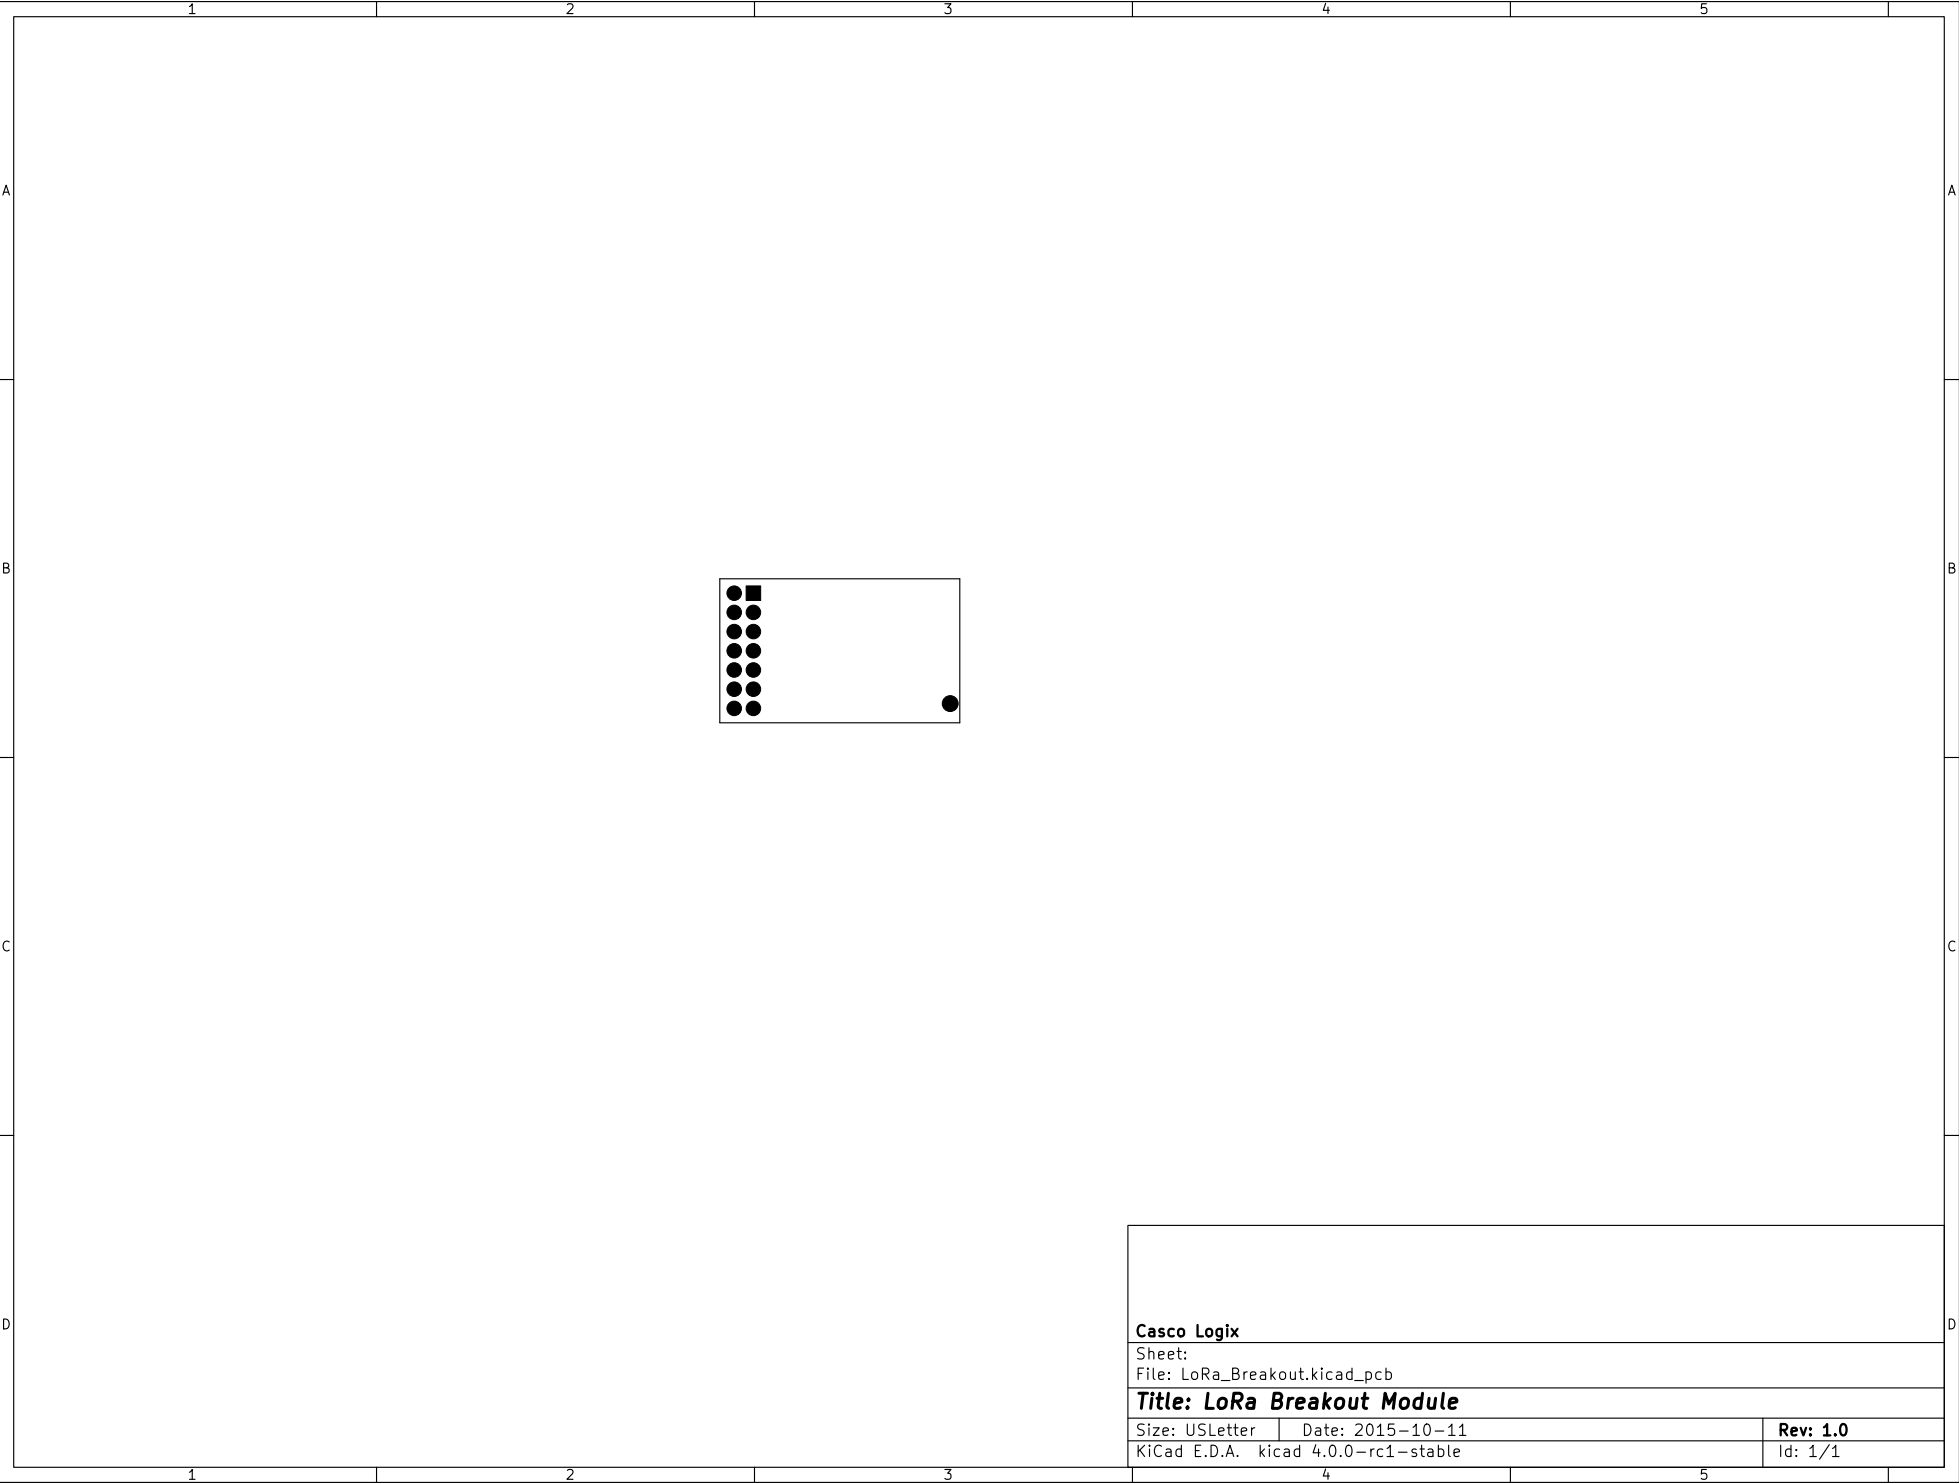 1 2 3 4 5
A A
B B
C C
D D
Casco Logix
Sheet:
File: LoRa_Breakout.kicad_pcb
Title: LoRa Breakout Module
Size: USLetter Date: 2015-10-11 Rev: 1.0
KiCad E.D.A. kicad 4.0.0-rc1-stable Id: 1/1
1 2 3 4 5